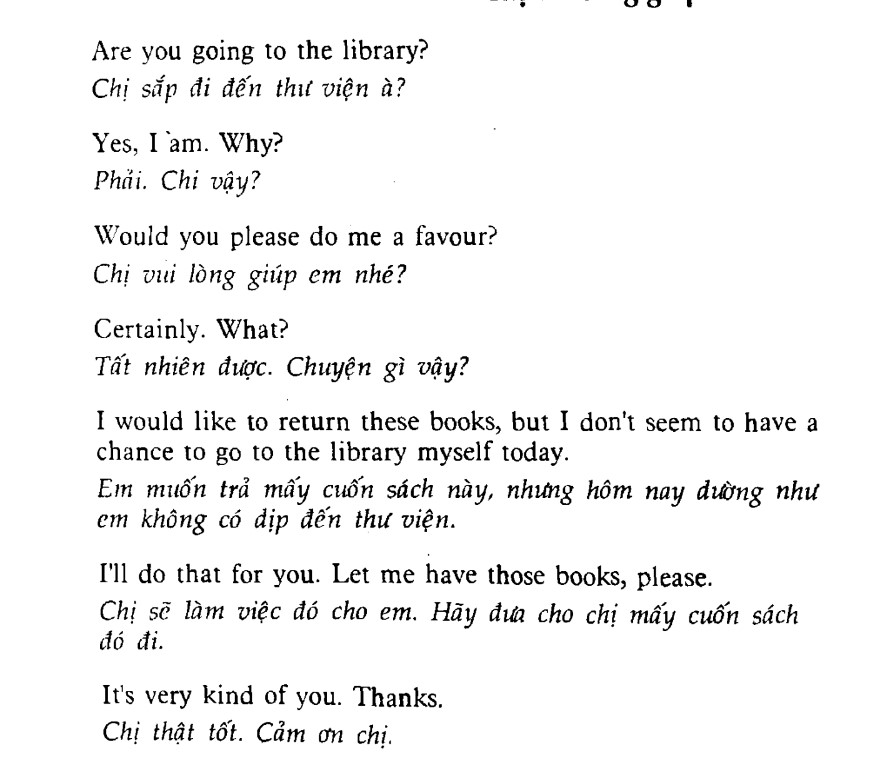 Are you going to the library?
Chị sắp đi đến thư viện à?
Yes, I am. Why?
Phải. Chi vậy?
Would you please do me a favour?
Chị vui lòng giúp em nhé?
Certainly. What?
Tất nhiên được. Chuyện gì vậy?
I would like to return these books, but I don't seem to have a
chance to go to the library myself today.
Em muốn trả mấy cuốn sách này, nhưng hôm nay dường như
em không có dịp đến thư viện.
I'll do that for you. Let me have those books, please.
Chị sẽ làm việc đó cho em. Hãy đưa cho chị mấy cuốn sách
đó đi.
It's very kind of you. Thanks.
Chị thật tốt. Cảm ơn chị.